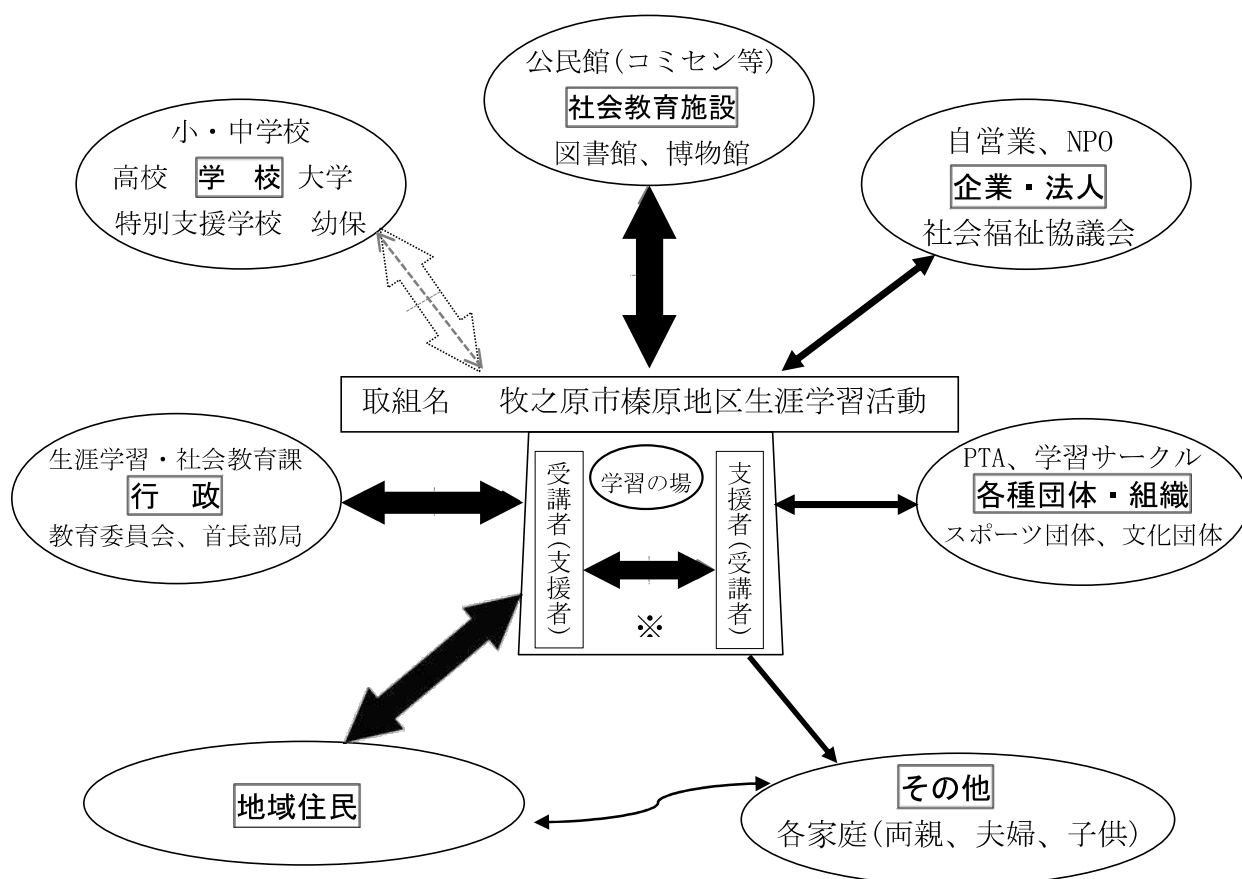 公民館(コミセン等)
社会教育施設
図書館、博物館
小・中学校
高校 学 校 大学
特別支援学校 幼保
自営業、NPO
企業・法人
社会福祉協議会
取組名 牧之原市榛原地区生涯学習活動
生涯学習・社会教育課
行 政
教育委員会、首長部局
受講者(支援者)
学習の場
※
支援者(受講者)
PTA、学習サークル
各種団体・組織
スポーツ団体、文化団体
地域住民
その他
各家庭(両親、夫婦、子供)